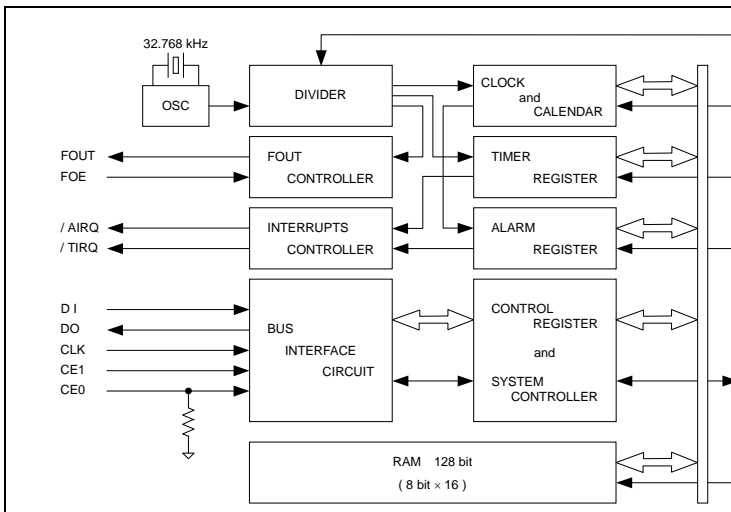 32.768 kHz
OSC
DIVIDER
CLOCK
and
CALENDAR
FOUT
FOE
FOUT
CONTROLLER
TIMER
REGISTER
/ AIRQ
/ TIRQ
INTERRUPTS
CONTROLLER
ALARM
REGISTER
D I
DO
CLK
CE1
CE0
BUS
INTERFACE
CIRCUIT
CONTROL
REGISTER
and
SYSTEM
CONTROLLER
RAM 128 bit
( 8 bit × 16 )